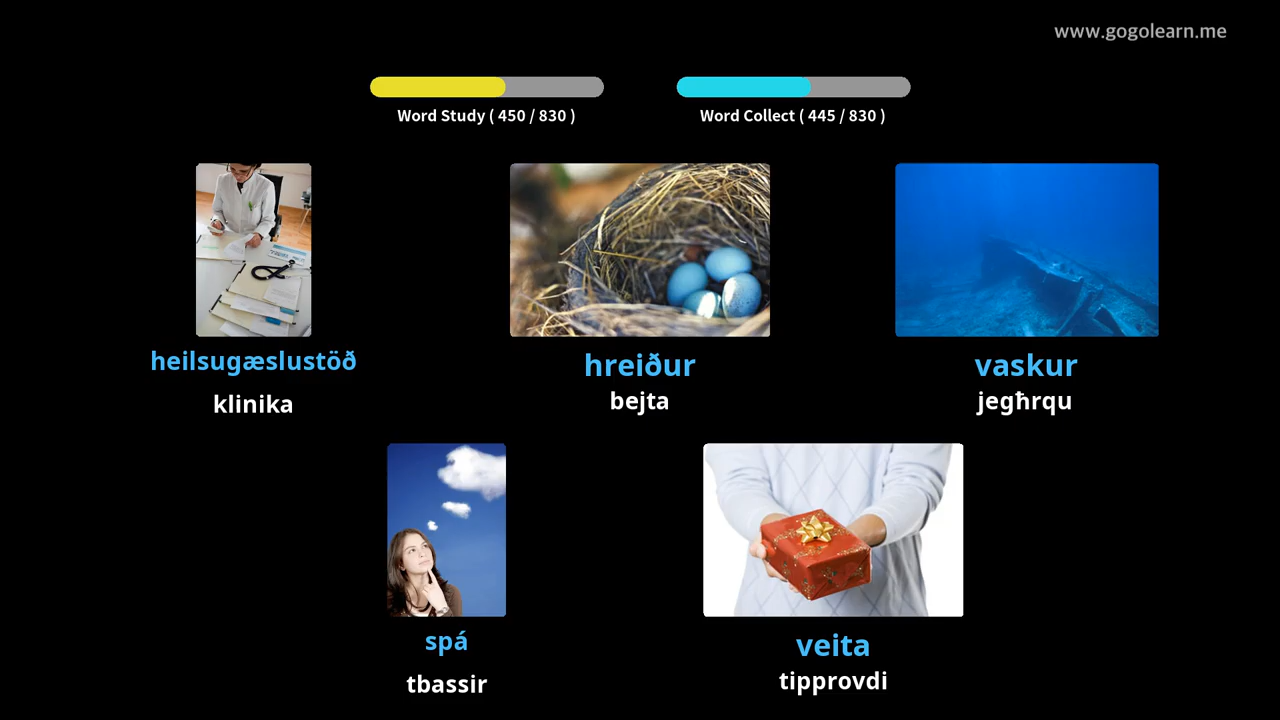 www.gogolearn.me
Word Study ( 450 / 830 )
Word Collect ( 445 / 830 )
heilsugæslustöð
klinika
hreiður
bejta
vaskur
jegħrqu
spá
tbassir
veita
tipprovdi